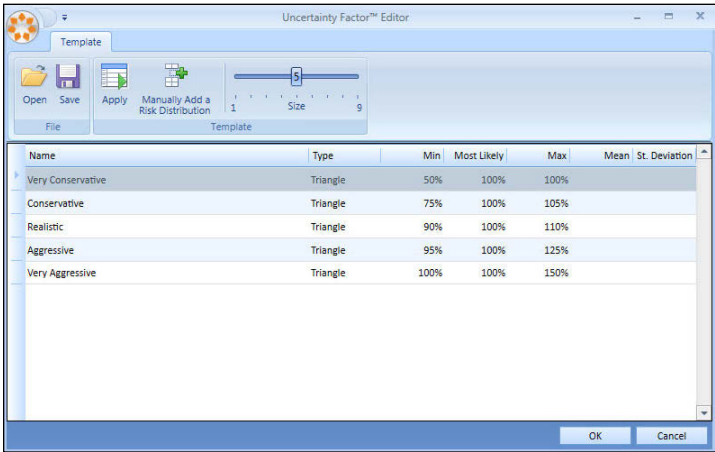 Uncertainty Factor™ Editor
Template
Open Save Apply Manually Add a
Risk Distribution
5
1 Size 9
File Template
Name Type Min Most Likely Max Mean St. Deviation
Very Conservative Triangle 50% 100% 100%
Conservative Triangle 75% 100% 105%
Realistic Triangle 90% 100% 110%
Aggressive Triangle 95% 100% 125%
Very Aggressive Triangle 100% 100% 150%
OK Cancel